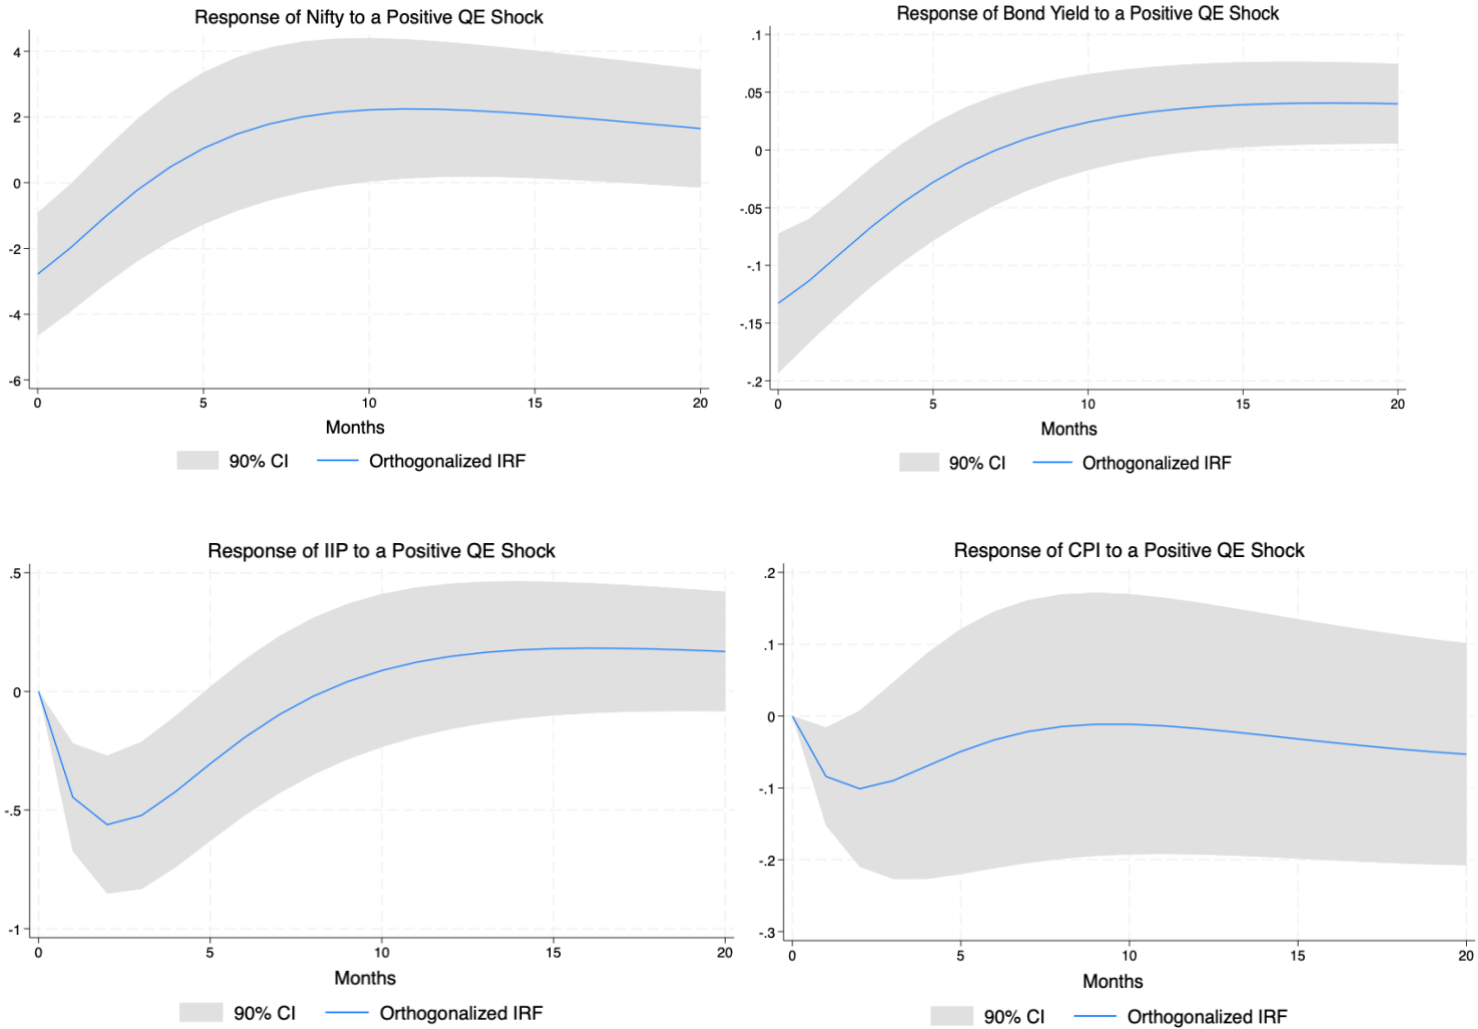 Response of Nifty to a Positive QE Shock
4
2
0
-2
-4
-6
0 5 10 15 20
Months
90% CI Orthogonalized IRF
Response of Bond Yield to a Positive QE Shock
.1
.05
0
-.05
-.1
-.15
-.2
0 5 10 15 20
Months
90% CI Orthogonalized IRF
Response of IIP to a Positive QE Shock
.5
0
-.5
-1
0 5 10 15 20
Months
90% CI Orthogonalized IRF
Response of CPI to a Positive QE Shock
.2
.1
0
-.1
-.2
-.3
0 5 10 15 20
Months
90% CI Orthogonalized IRF